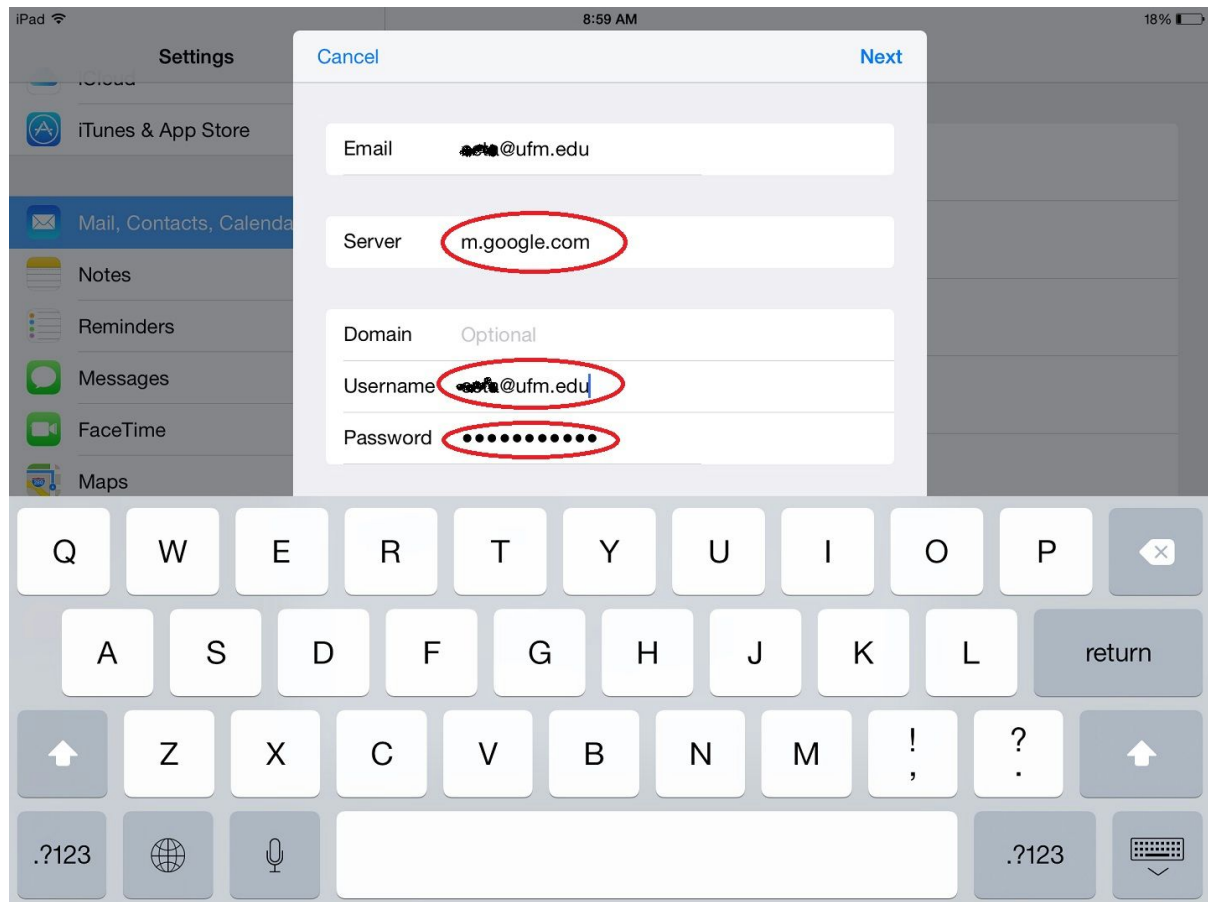 iPad 8:59 AM 18%
Settings
iCloud
iTunes & App Store
Mail, Contacts, Calenda
Notes
Reminders
Messages
FaceTime
Maps
Cancel Next
Email @ufm.edu
Server m.google.com
Domain Optional
Username @ufm.edu
Password
Q W E R T Y U I O P
A S D F G H J K L return
Z X C V B N M ! , ? .
.?123 .?123